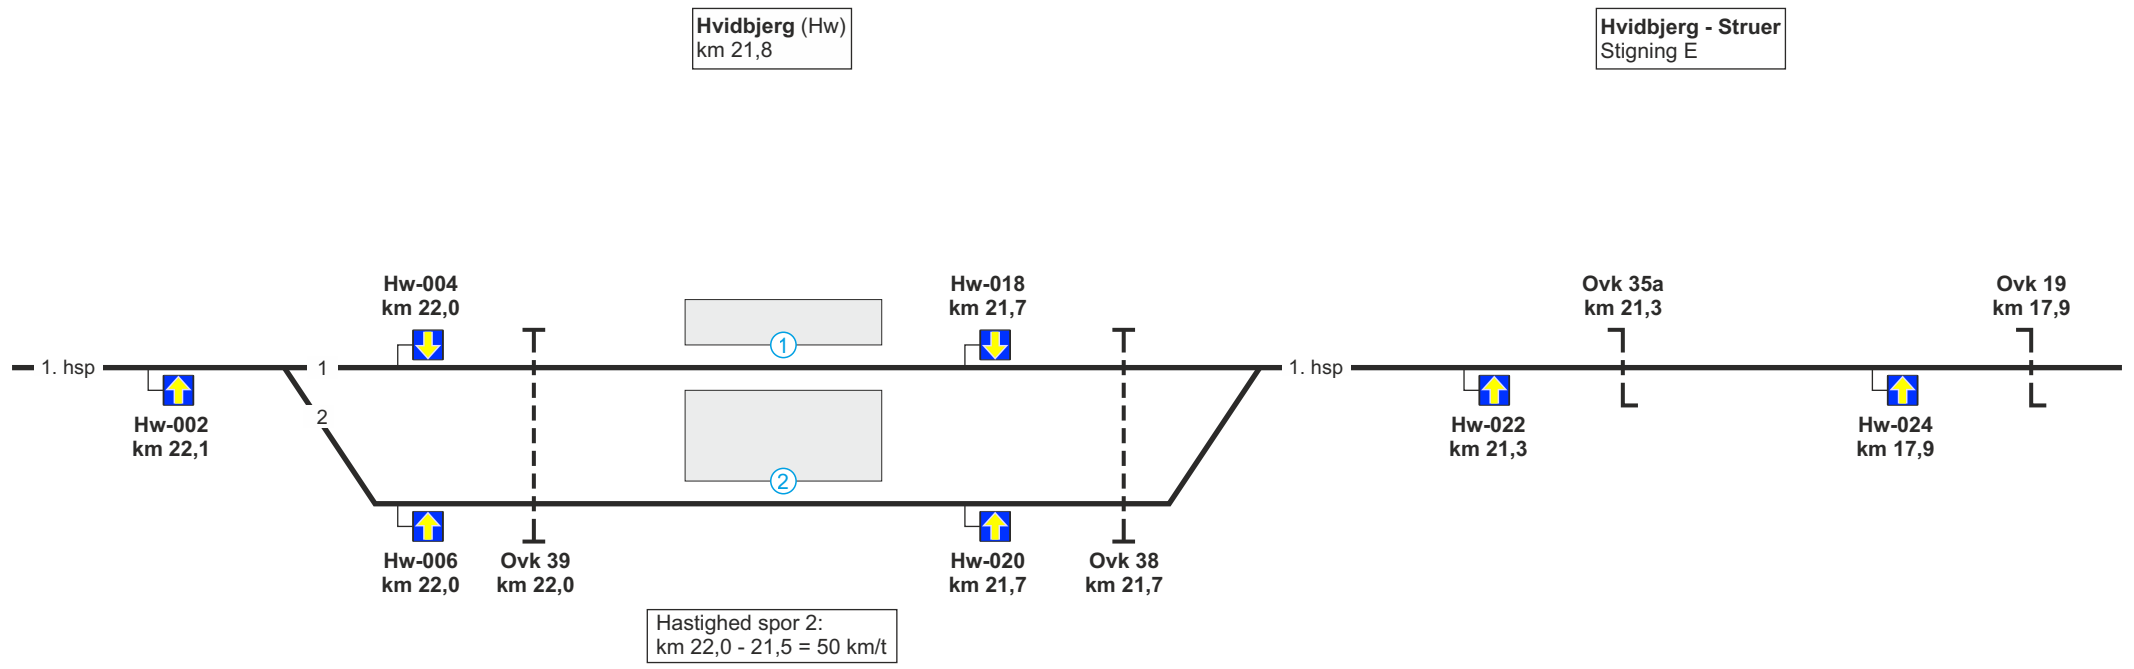 Hvidbjerg (Hw)
km 21,8
Hvidbjerg - Struer
Stigning E
Hw-004
km 22,0
Hw-018
km 21,7
Ovk 35a
km 21,3
Ovk 19
km 17,9
1
1. hsp
1
1. hsp
2
Hw-002
km 22,1
Hw-022
km 21,3
Hw-024
km 17,9
2
Hw-006
km 22,0
Ovk 39
km 22,0
Hw-020
km 21,7
Ovk 38
km 21,7
Hastighed spor 2:
km 22,0 - 21,5 = 50 km/t